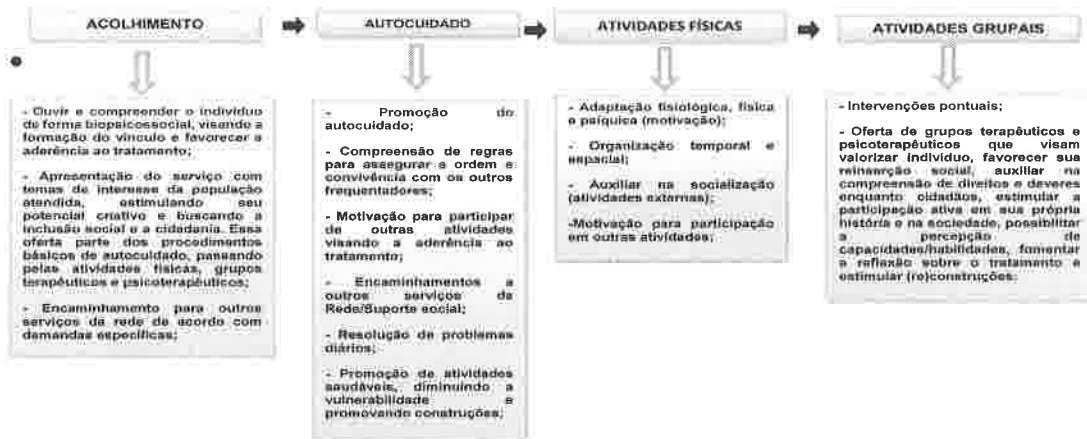 ACOLHIMENTO
AUTOCUIDADO
ATIVIDADES FÍSICAS
ATIVIDADES GRUPAIS
- Ouvir e compreender o indivíduo
de forma biopsicossocial, visando a
formação do vínculo e favorecer a
aderência ao tratamento;
- Apresentação do serviço com
temas de interesse da população
atendida, estimulando seu
potencial criativo e buscando a
inclusão social e a cidadania. Essa
oferta parte dos procedimentos
básicos de autocuidado, passando
pelas atividades físicas, grupos
terapêuticos e psicoterapêuticos;
- Encaminhamento para outros
serviços da rede de acordo com
demandas específicas;
- Promoção do
autocuidado;
- Compreensão de regras
para assegurar a ordem e
convivência com os outros
frequentadores;
- Motivação para participar
de outras atividades
visando a aderência ao
tratamento;
- Encaminhamentos a
outros serviços da
Rede/Suporte social;
- Resolução de problemas
diários;
- Promoção de atividades
saudáveis, diminuindo a
vulnerabilidade e
promovendo construções;
- Adaptação fisiológica, física
e psíquica (motivação);
- Organização temporal e
espacial;
- Auxiliar na socialização
(atividades externas);
-Motivação para participação
em outras atividades;
- Intervenções pontuais;
- Oferta de grupos terapêuticos e
psicoterapêuticos que visam
valorizar indivíduo, favorecer sua
reinserção social, auxiliar na
compreensão de direitos e deveres
enquanto cidadãos, estimular a
participação ativa em sua própria
história e na sociedade, possibilitar
a percepção de
capacidades/habilidades, fomentar
a reflexão sobre o tratamento e
estimular (re)construções.